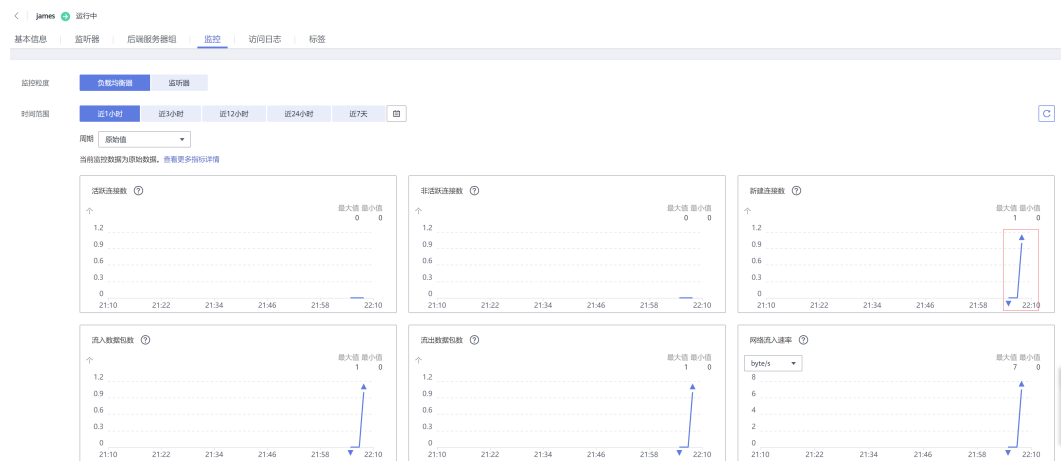 james 运行中
基本信息 监听器 后端服务器组 监控 访问日志 标签
监控粒度 负载均衡器 监听器
时间范围 近1小时 近3小时 近12小时 近24小时 近7天
周期 原始值
当前监控数据为原始数据。查看更多指标详情
活跃连接数 ?
个
最大值 最小值
0 0
1.2
0.9
0.6
0.3
0
21:10 21:22 21:34 21:46 21:58 22:10
非活跃连接数 ?
个
最大值 最小值
0 0
1.2
0.9
0.6
0.3
0
21:10 21:22 21:34 21:46 21:58 22:10
新建连接数 ?
个
最大值 最小值
1 0
1.2
0.9
0.6
0.3
0
21:10 21:22 21:34 21:46 21:58 22:10
流入数据包数 ?
个
最大值 最小值
1 0
1.2
0.9
0.6
0.3
0
21:10 21:22 21:34 21:46 21:58 22:10
流出数据包数 ?
个
最大值 最小值
1 0
1.2
0.9
0.6
0.3
0
21:10 21:22 21:34 21:46 21:58 22:10
网络流入速率 ?
byte/s
最大值 最小值
7 0
8
6
4
2
0
21:10 21:22 21:34 21:46 21:58 22:10